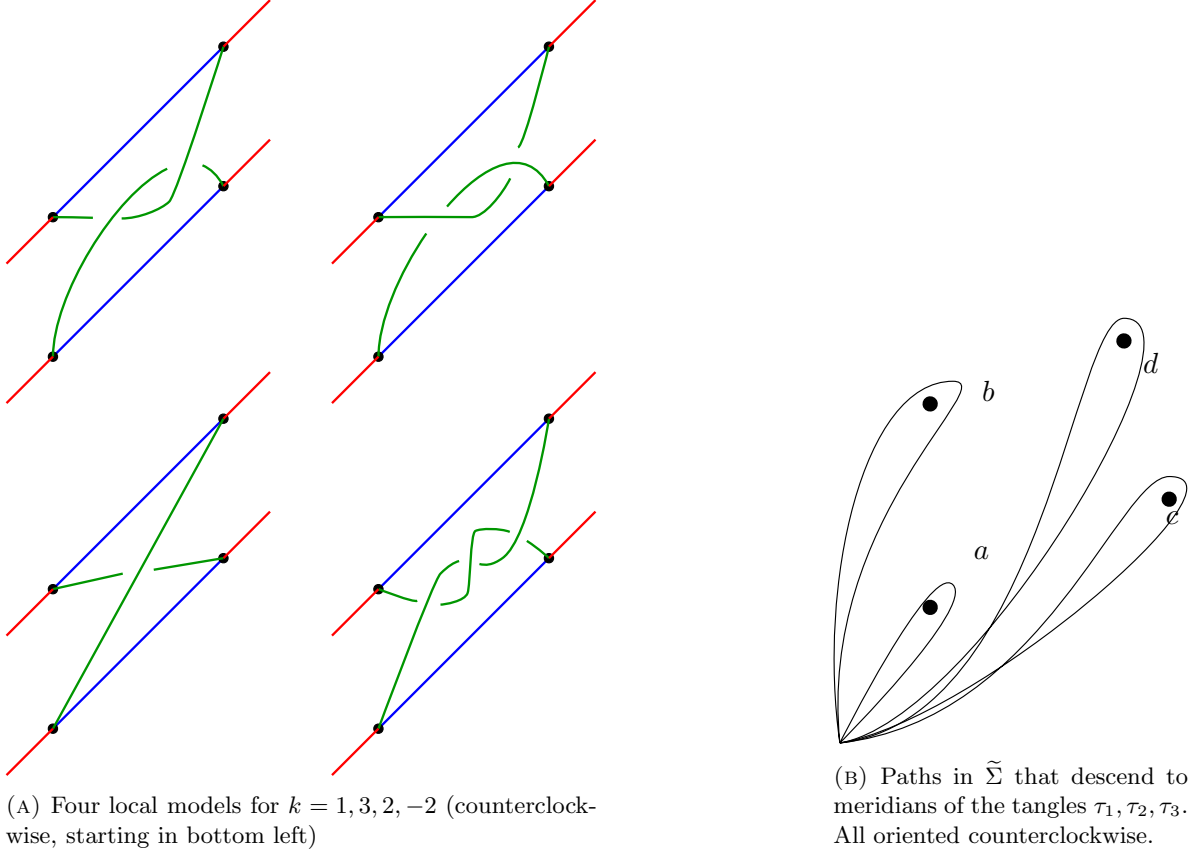 b
d
c
a
(A) Four local models for k = 1, 3, 2, −2 (counterclock-
wise, starting in bottom left)
(B) Paths in Σ̃ that descend to
meridians of the tangles τ₁, τ₂, τ₃.
All oriented counterclockwise.